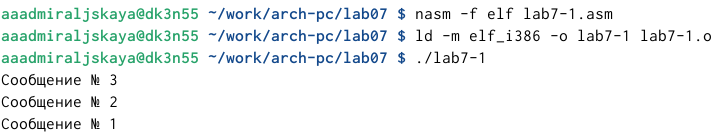 aaadmiraljskaya@dk3n55 ~/work/arch-pc/lab07 $ nasm -f elf lab7-1.asm
aaadmiraljskaya@dk3n55 ~/work/arch-pc/lab07 $ ld -m elf_i386 -o lab7-1 lab7-1.o
aaadmiraljskaya@dk3n55 ~/work/arch-pc/lab07 $ ./lab7-1
Сообщение № 3
Сообщение № 2
Сообщение № 1